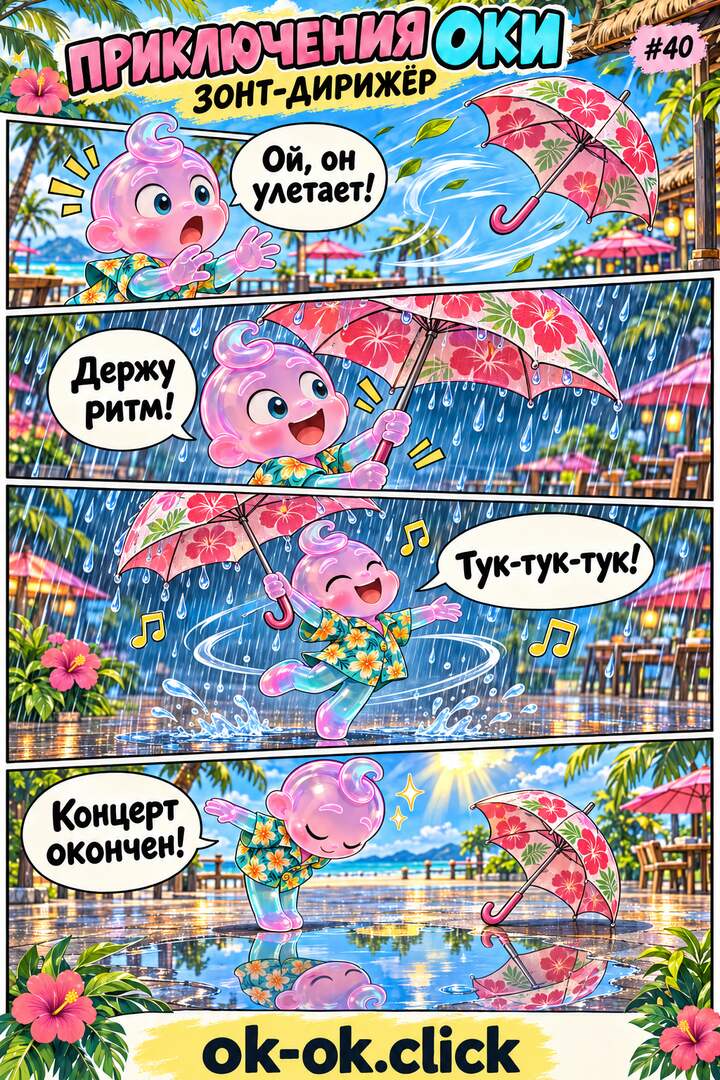 ПРИКЛЮЧЕНИЯ ОКИ
#40
ЗОНТ-ДИРИЖЁР
Ой, он
улетает!
Держу
ритм!
Тук-тук-тук!
Концерт
окончен!
ok-ok.click